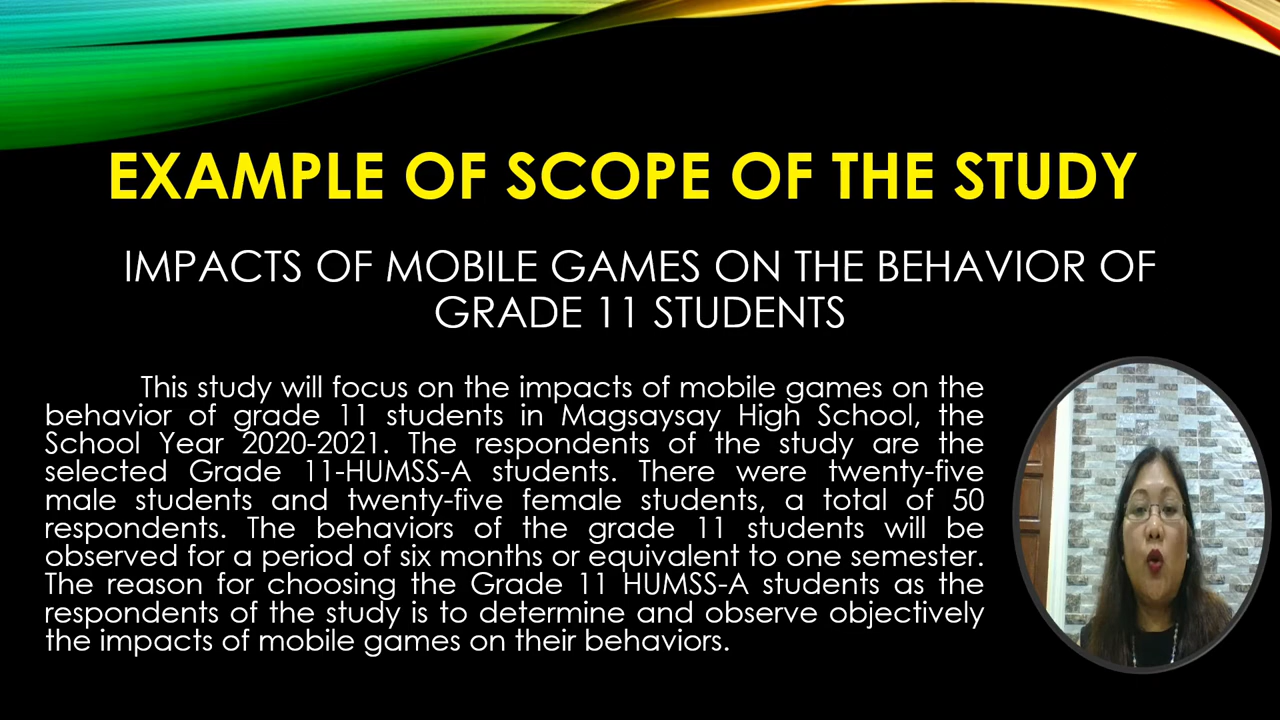 EXAMPLE OF SCOPE OF THE STUDY
IMPACTS OF MOBILE GAMES ON THE BEHAVIOR OF
GRADE 11 STUDENTS
This study will focus on the impacts of mobile games on the
behavior of grade 11 students in Magsaysay High School, the
School Year 2020-2021. The respondents of the study are the
selected Grade 11-HUMSS-A students. There were twenty-five
male students and twenty-five female students, a total of 50
respondents. The behaviors of the grade 11 students will be
observed for a period of six months or equivalent to one semester.
The reason for choosing the Grade 11 HUMSS-A students as the
respondents of the study is to determine and observe objectively
the impacts of mobile games on their behaviors.